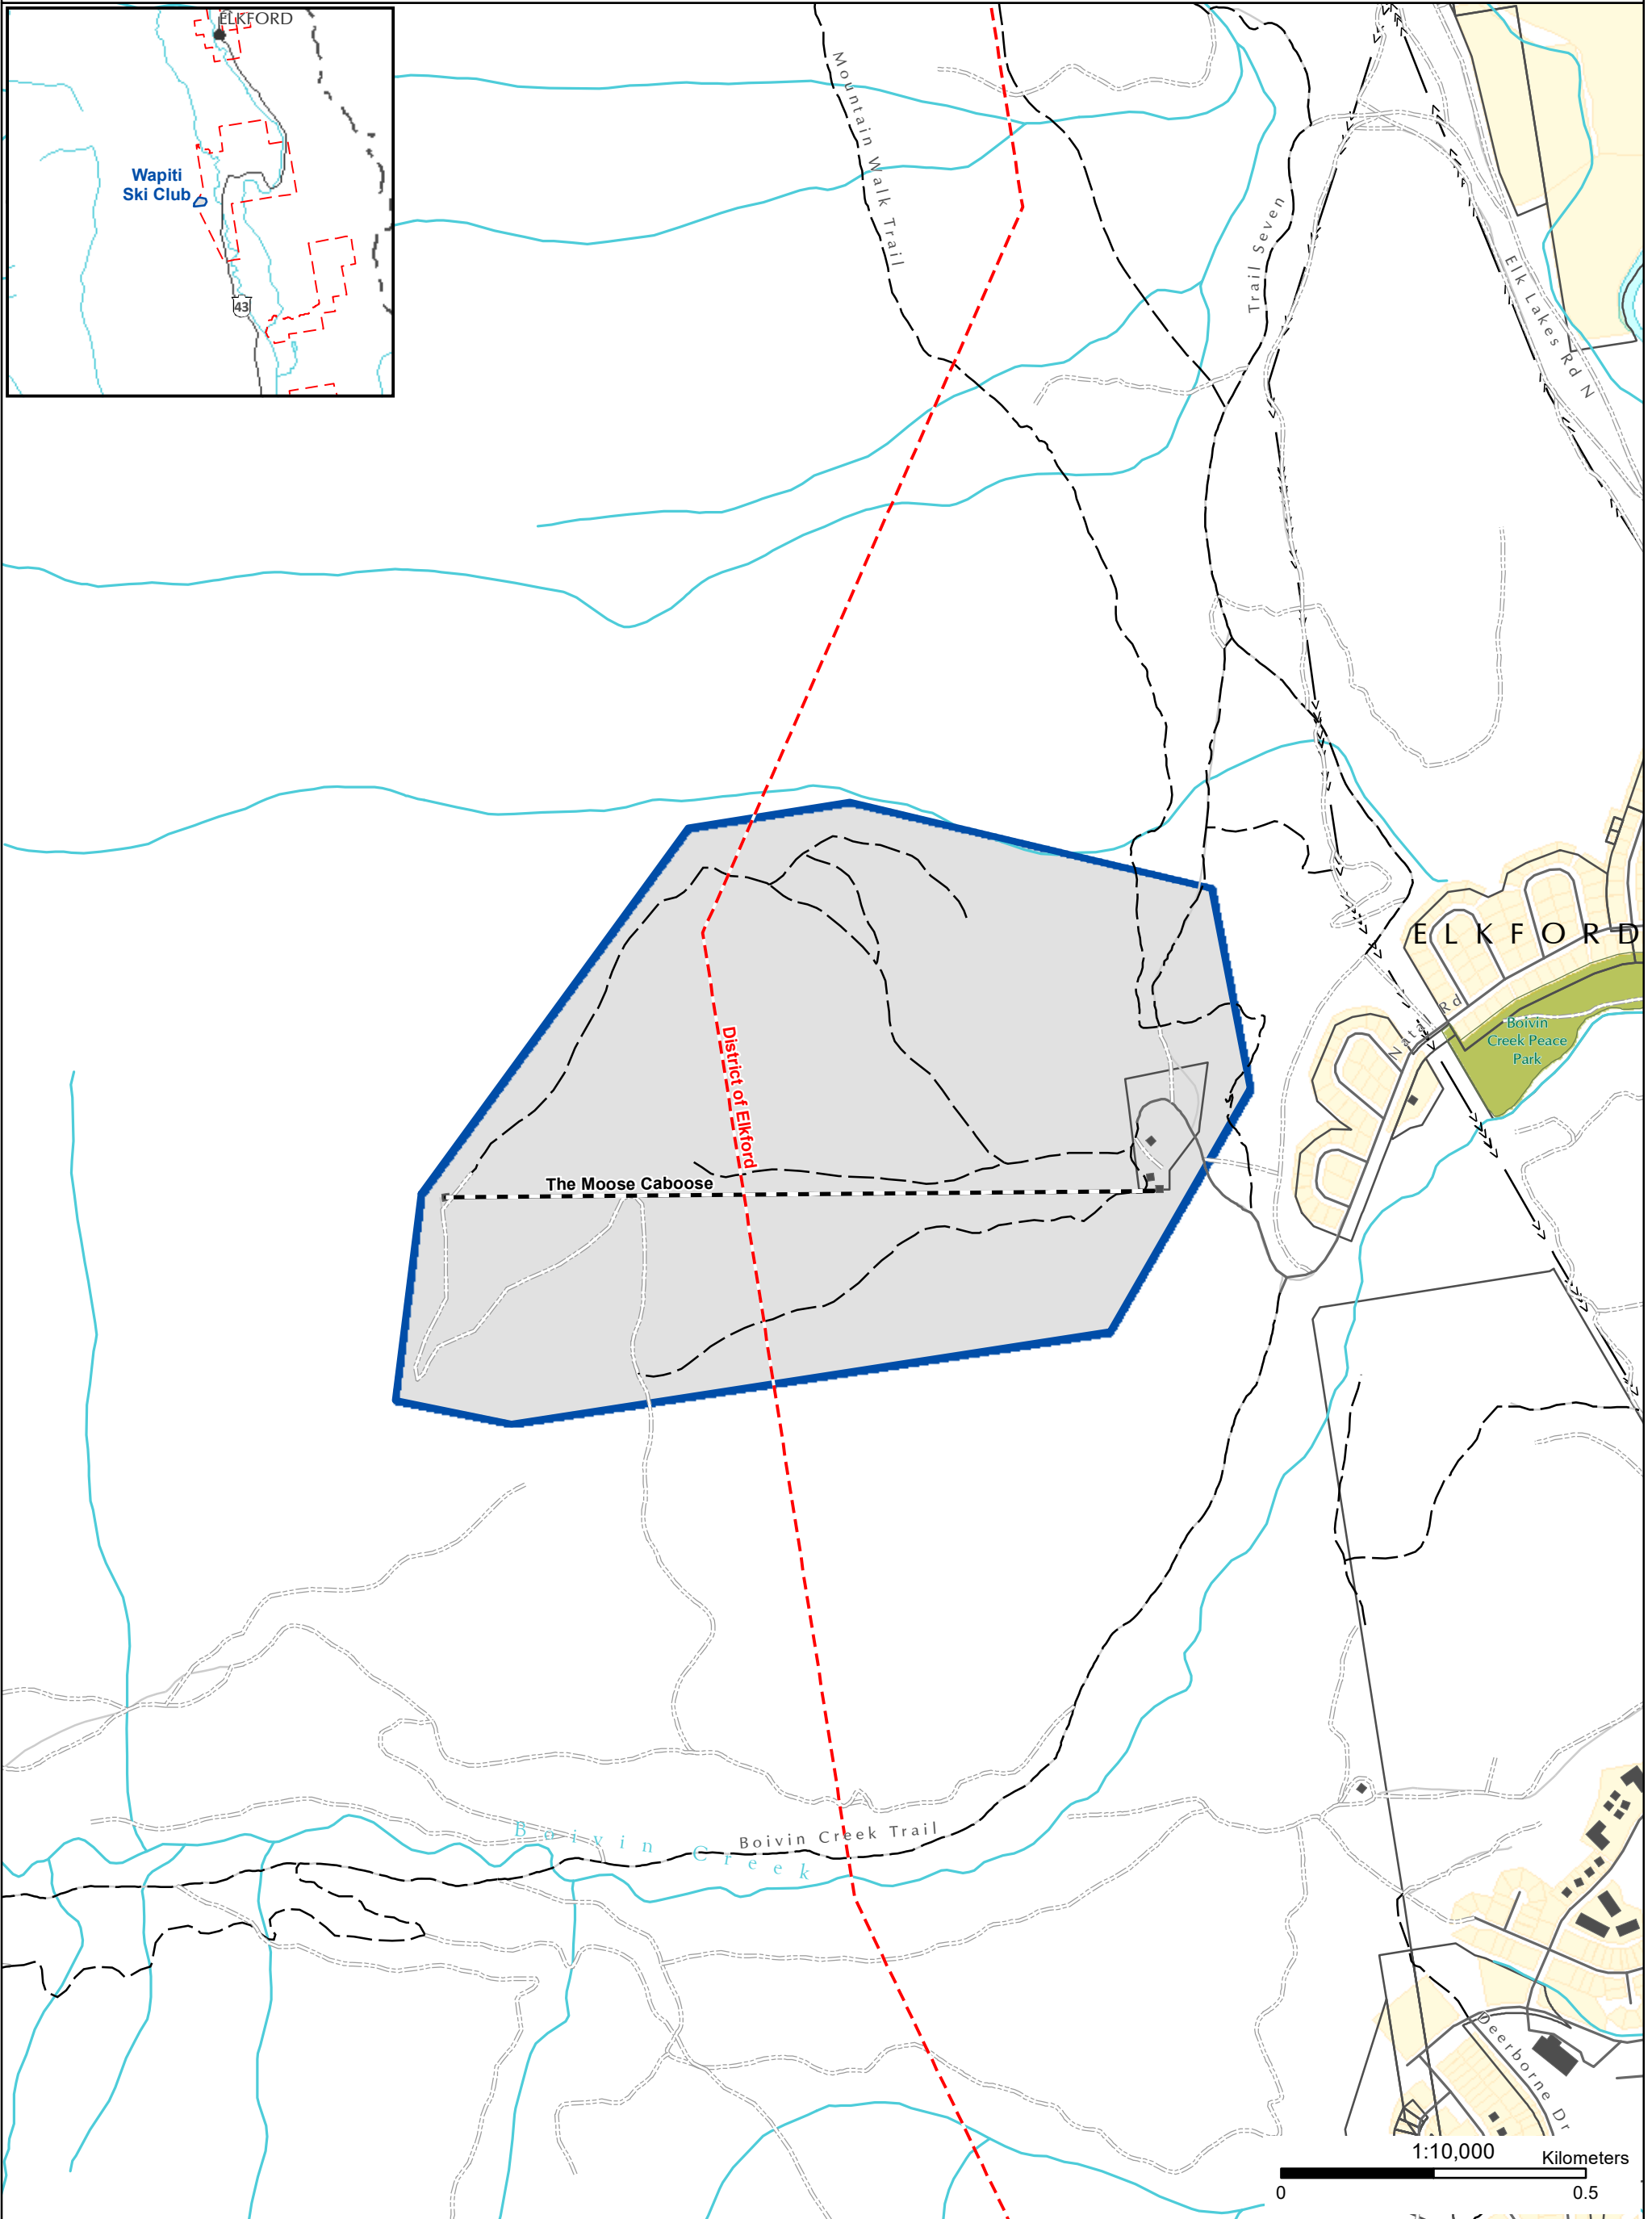 ELKFORD
Wapiti
Ski Club
43
Mountain Walk Trail
Trail Seven
Elk Lakes Rd N
ELKFORD
Natal Rd
Boivin
Creek Peace
Park
District of Elkford
The Moose Caboose
Boivin Creek
Boivin Creek Trail
Deerborne Dr
1:10,000
Kilometers
0 0.5